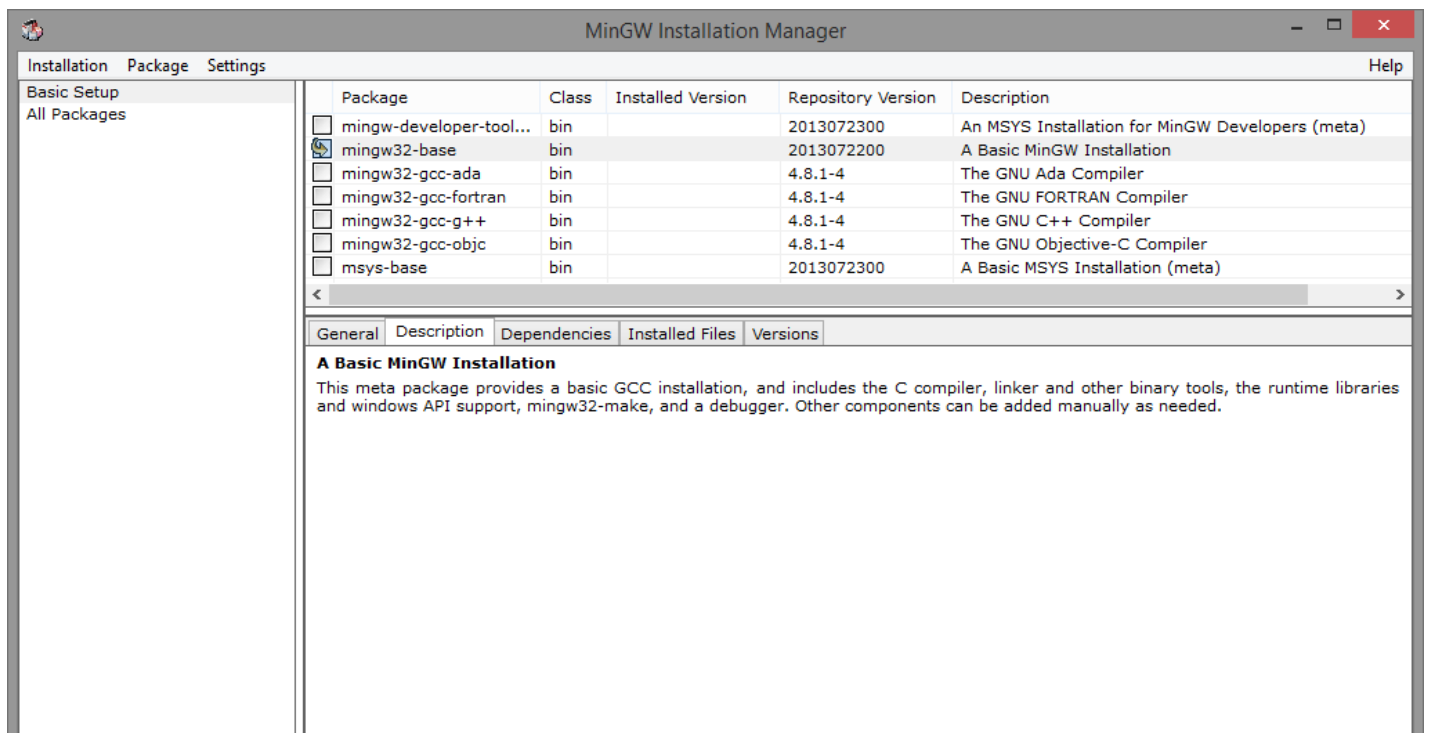 MinGW Installation Manager
Installation Package Settings Help
Basic Setup
All Packages
Package Class Installed Version Repository Version Description
mingw-developer-tool... bin 2013072300 An MSYS Installation for MinGW Developers (meta)
mingw32-base bin 2013072200 A Basic MinGW Installation
mingw32-gcc-ada bin 4.8.1-4 The GNU Ada Compiler
mingw32-gcc-fortran bin 4.8.1-4 The GNU FORTRAN Compiler
mingw32-gcc-g++ bin 4.8.1-4 The GNU C++ Compiler
mingw32-gcc-objc bin 4.8.1-4 The GNU Objective-C Compiler
msys-base bin 2013072300 A Basic MSYS Installation (meta)
General Description Dependencies Installed Files Versions
A Basic MinGW Installation
This meta package provides a basic GCC installation, and includes the C compiler, linker and other binary tools, the runtime libraries
and windows API support, mingw32-make, and a debugger. Other components can be added manually as needed.